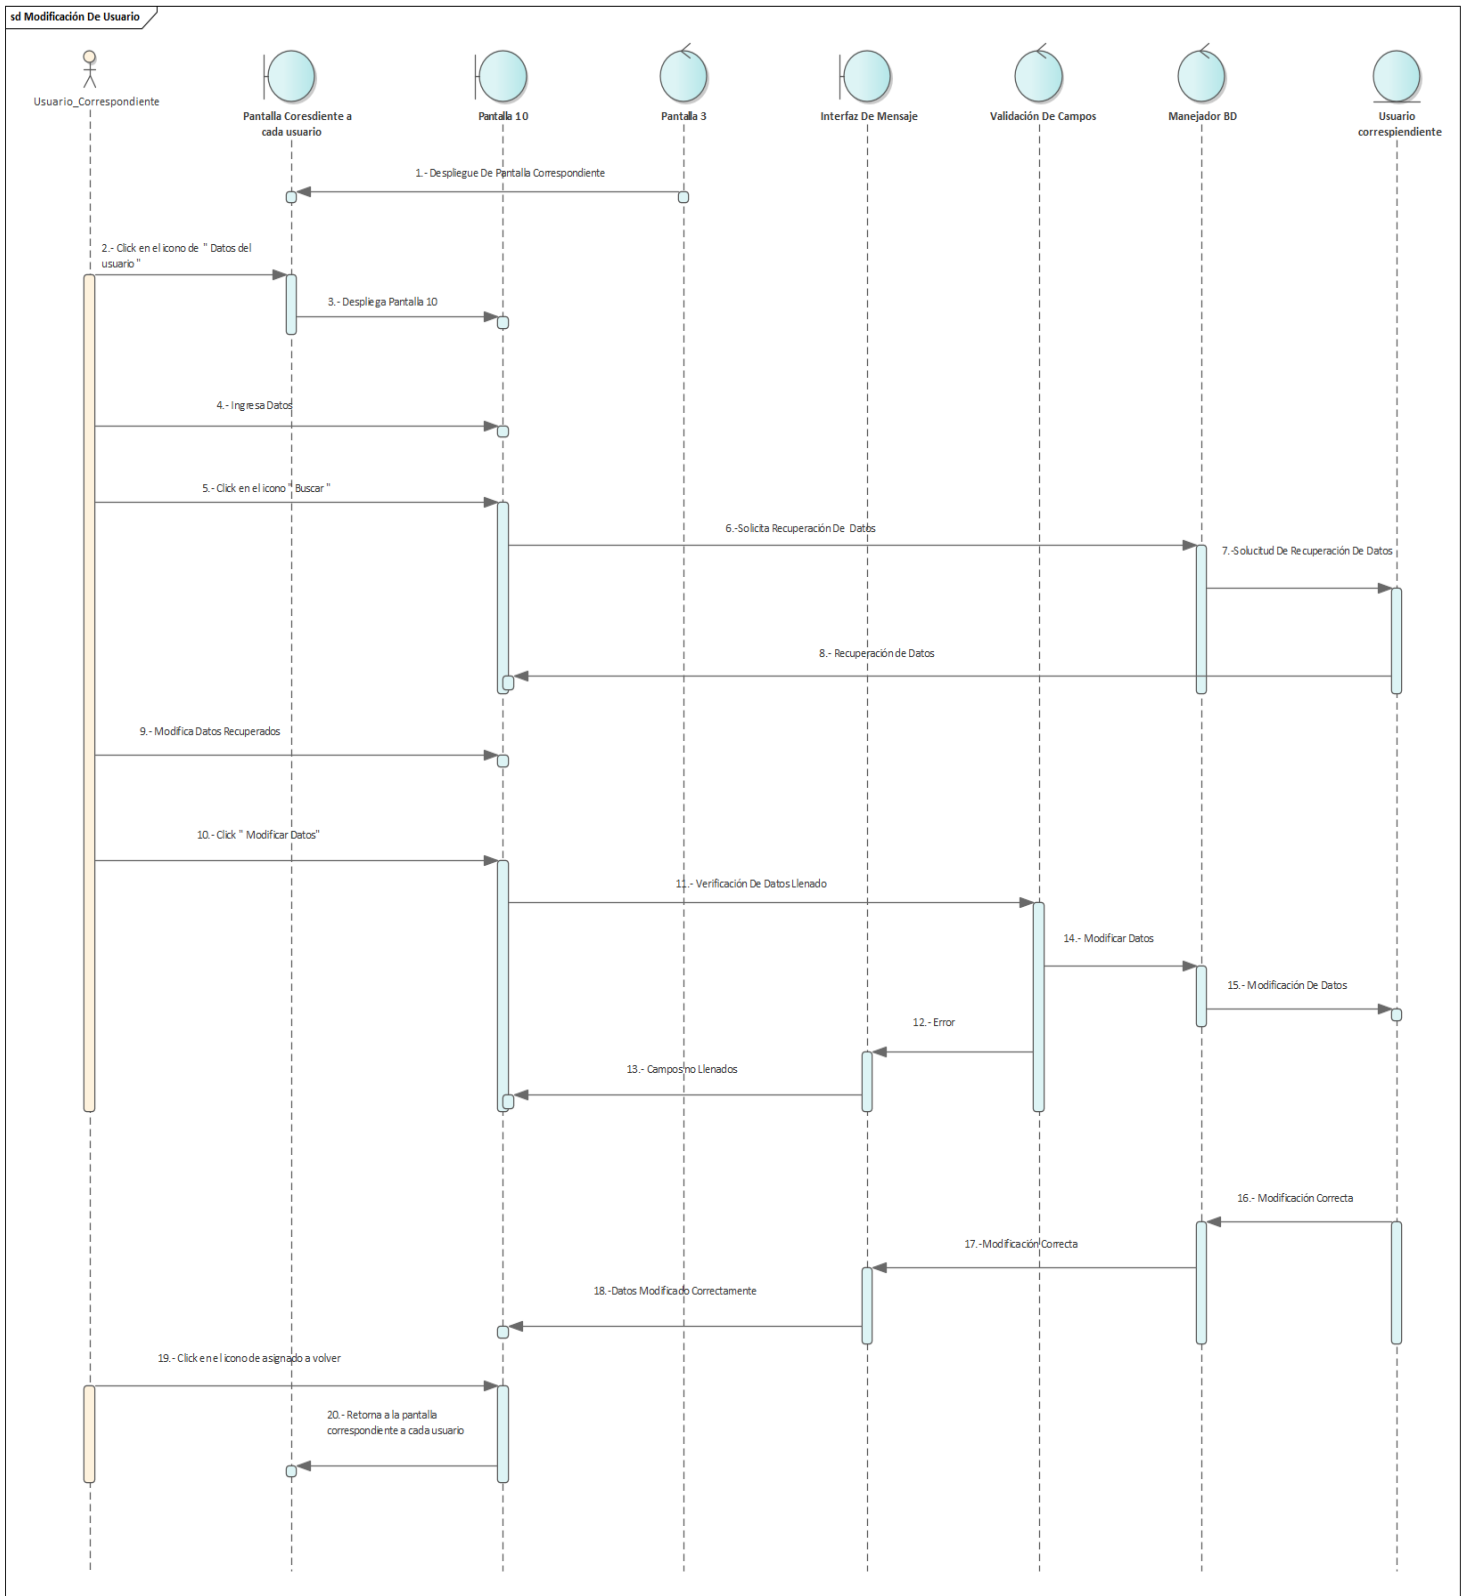 sd Modificación De Usuario
Usuario_Correspondiente
Pantalla Coresdiente a
cada usuario
Pantalla 10
Pantalla 3
Interfaz De Mensaje
Validación De Campos
Manejador BD
Usuario
correspiendiente
1.- Despliegue De Pantalla Correspondiente
2.- Click en el icono de " Datos del
usuario "
3.- Despliega Pantalla 10
4.- Ingresa Datos
5.- Click en el icono " Buscar "
6.-Solicita Recuperación De Datos
7.-Solucitud De Recuperación De Datos
8.- Recuperación de Datos
9.- Modifica Datos Recuperados
10.- Click " Modificar Datos"
11.- Verificación De Datos Llenado
14.- Modificar Datos
15.- Modificación De Datos
12.- Error
13.- Campos no Llenados
16.- Modificación Correcta
17.-Modificación Correcta
18.-Datos Modificado Correctamente
19.- Click en el icono de asignado a volver
20.- Retorna a la pantalla
correspondiente a cada usuario